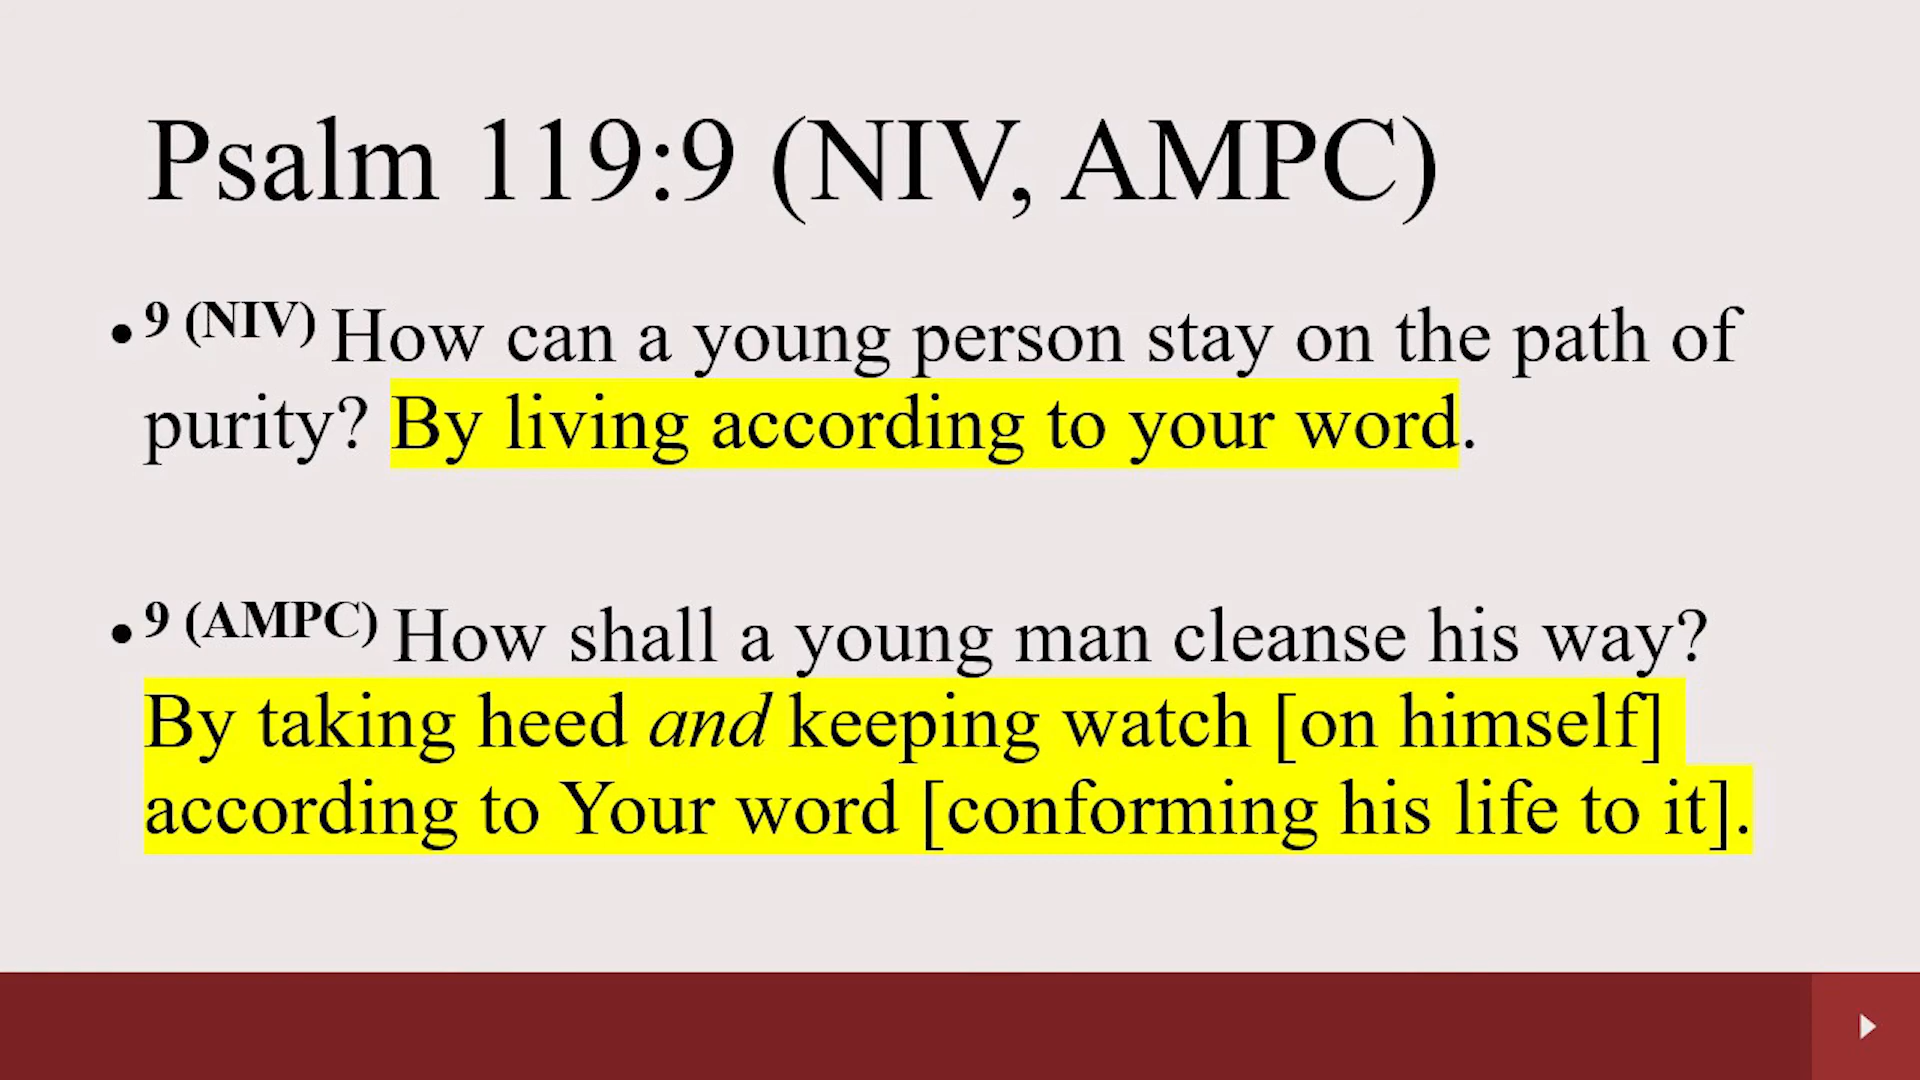 Psalm 119:9 (NIV, AMPC)
• 9 (NIV) How can a young person stay on the path of
purity? By living according to your word.
• 9 (AMPC) How shall a young man cleanse his way?
By taking heed and keeping watch [on himself]
according to Your word [conforming his life to it].